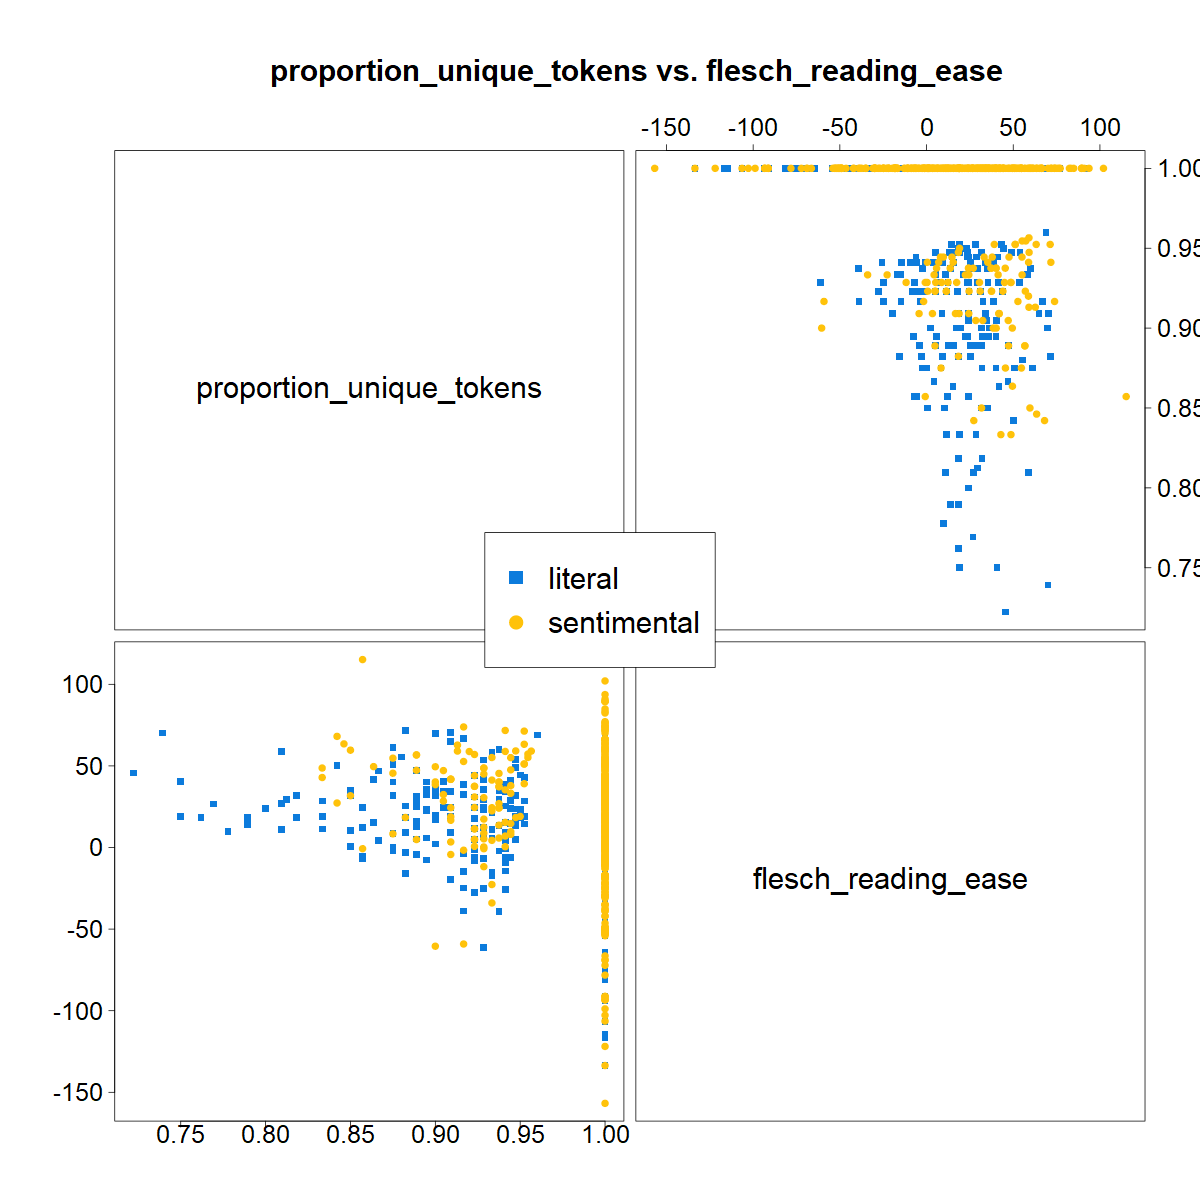 proportion_unique_tokens vs. flesch_reading_ease
-150 -100 -50 0 50 100
proportion_unique_tokens
1.00
0.95
0.90
0.85
0.80
0.75
literal
sentimental
100
50
0
-50
-100
-150
flesch_reading_ease
0.75 0.80 0.85 0.90 0.95 1.00